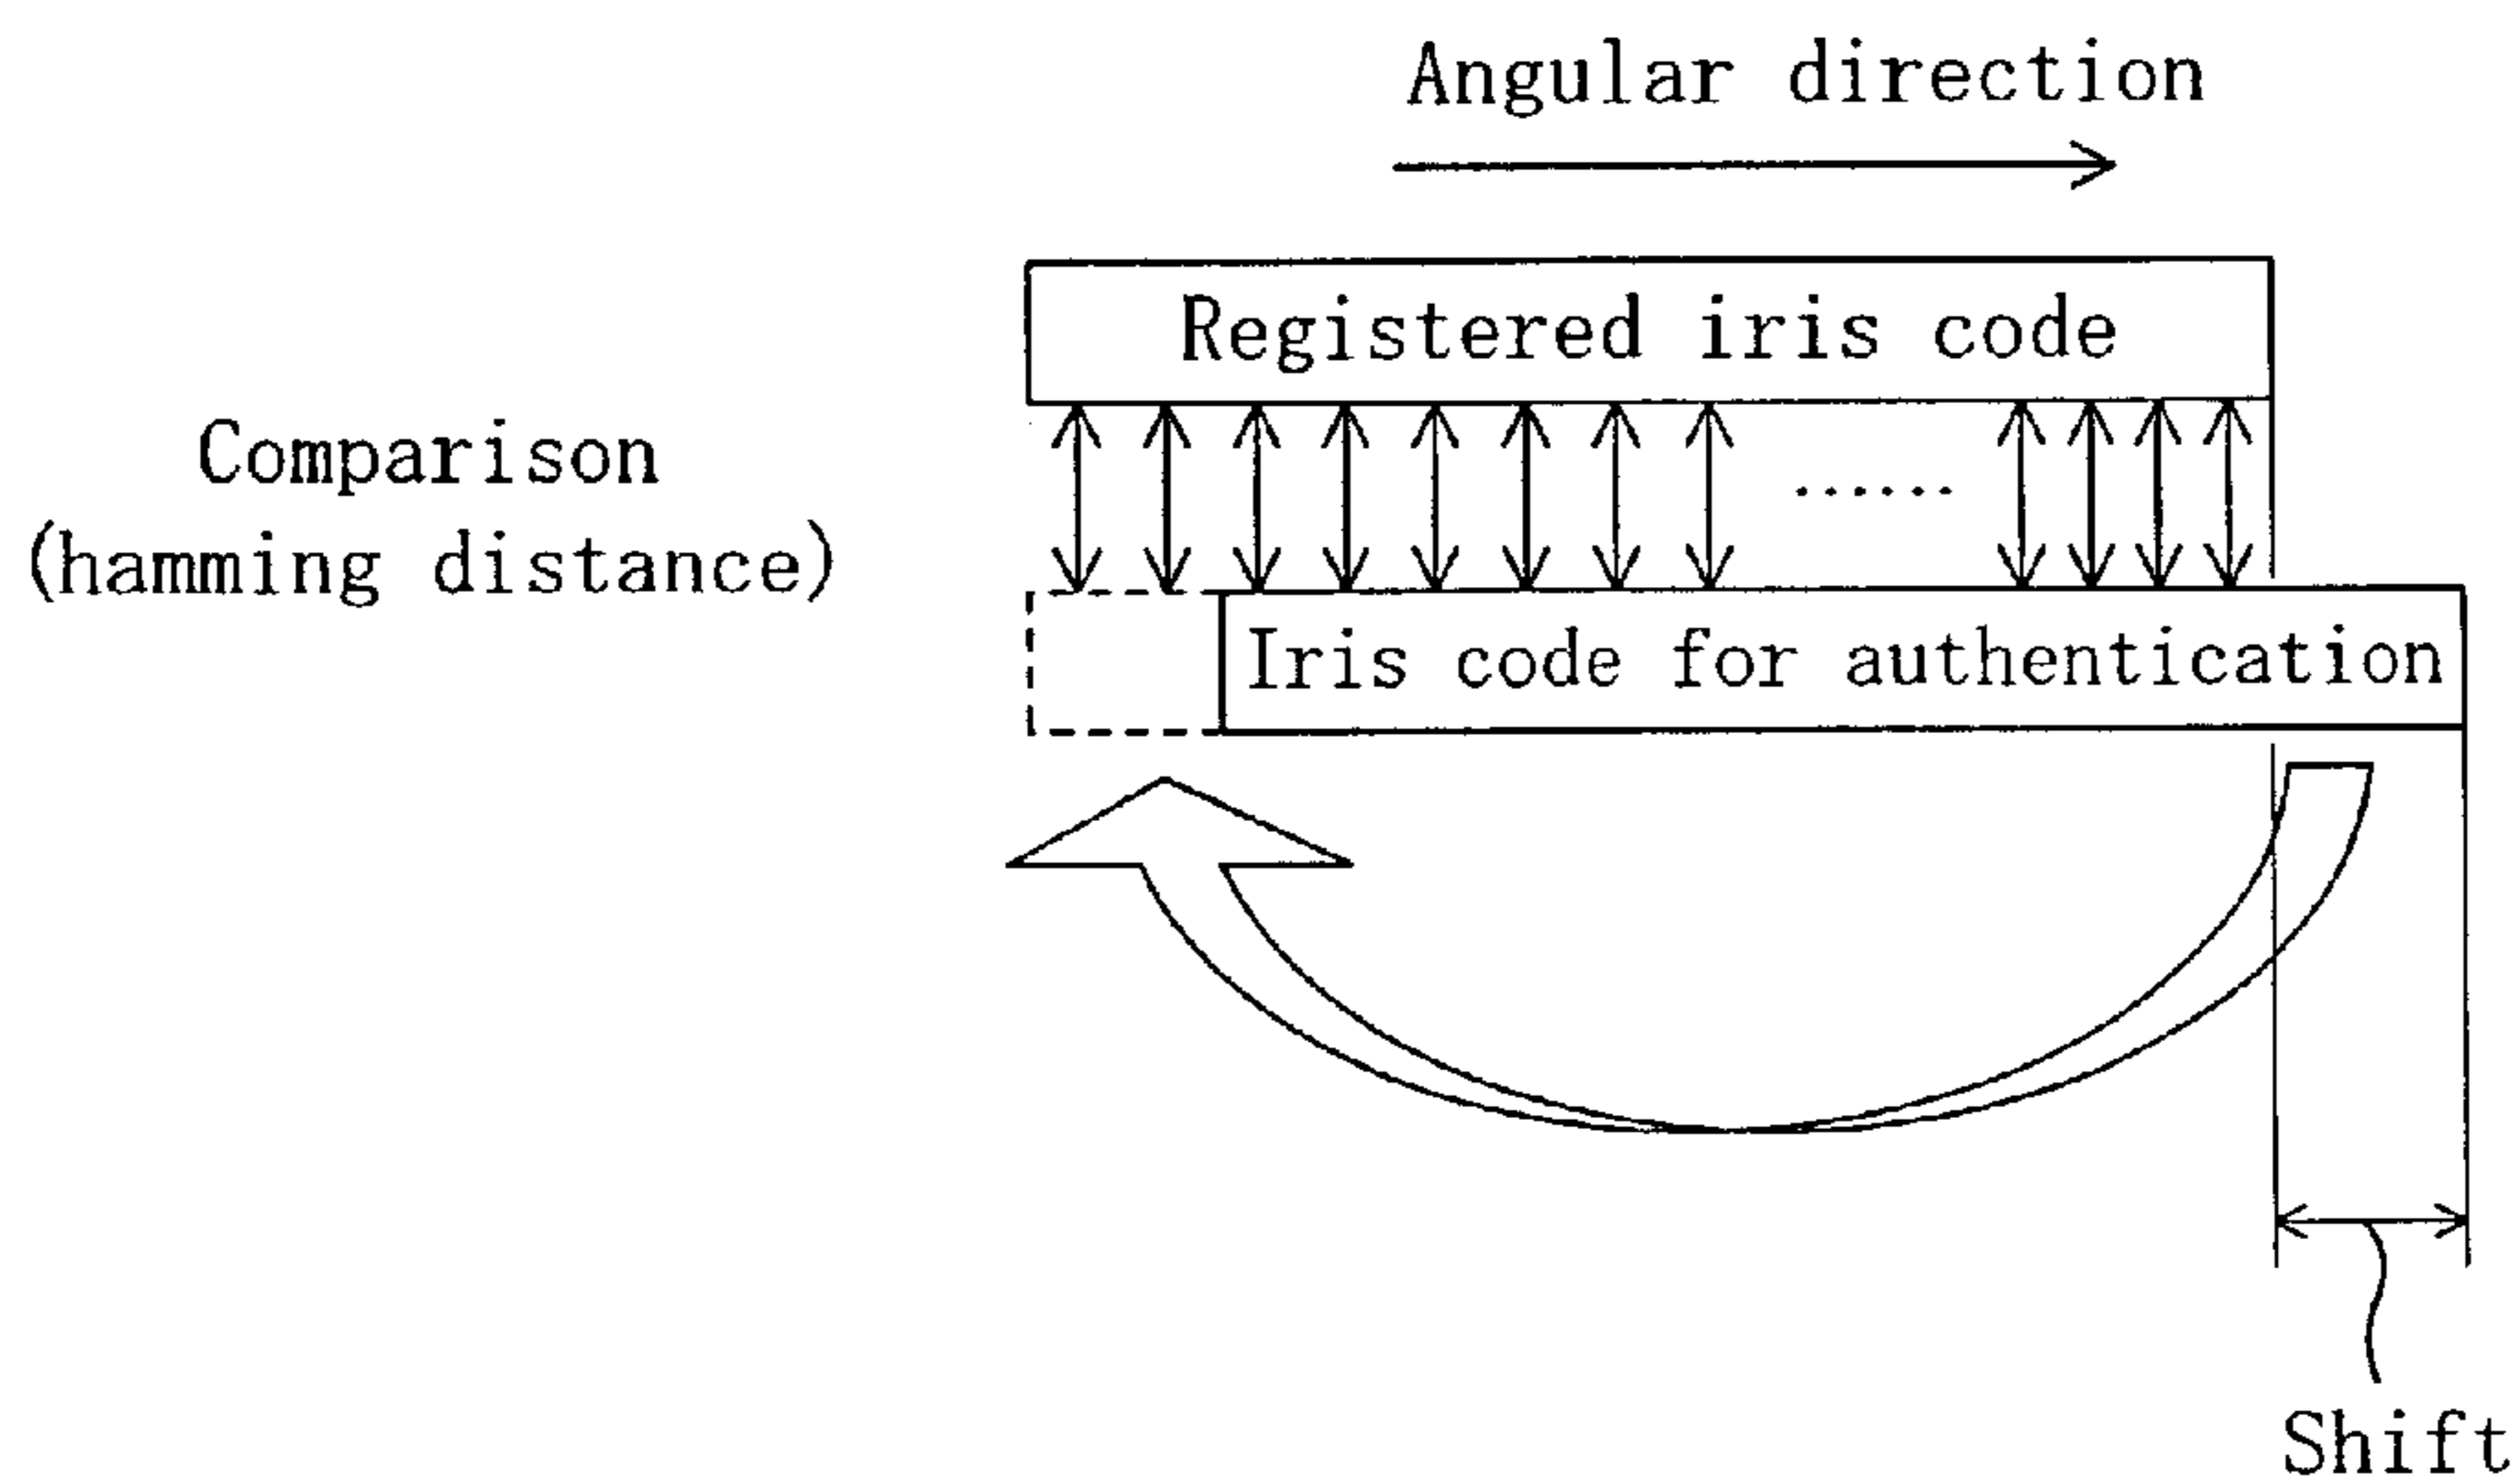 Angular direction
Registered iris code
Comparison
(hamming distance)
......
Iris code for authentication
Shift